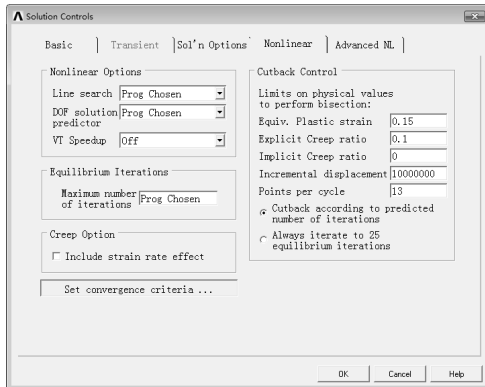 Solution Controls
Basic
Transient
Sol'n Options
Nonlinear
Advanced NL
Nonlinear Options
Line search
Prog Chosen
DOF solution
predictor
Prog Chosen
VT Speedup
Off
Equilibrium Iterations
Maximum number
of iterations
Prog Chosen
Creep Option
Include strain rate effect
Set convergence criteria ...
Cutback Control
Limits on physical values
to perform bisection:
Equiv. Plastic strain
0.15
Explicit Creep ratio
0.1
Implicit Creep ratio
0
Incremental displacement
10000000
Points per cycle
13
Cutback according to predicted
number of iterations
Always iterate to 25
equilibrium iterations
OK
Cancel
Help